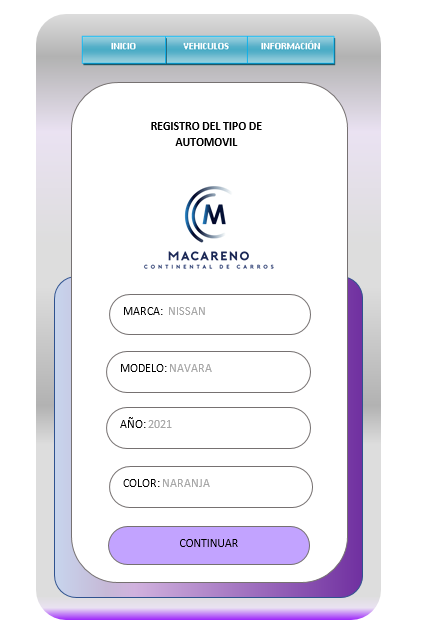 INICIO VEHICULOS INFORMACIÓN
REGISTRO DEL TIPO DE
AUTOMOVIL
M
MACARENO
CONTINENTAL DE CARROS
MARCA: NISSAN
MODELO: NAVARA
AÑO: 2021
COLOR: NARANJA
CONTINUAR